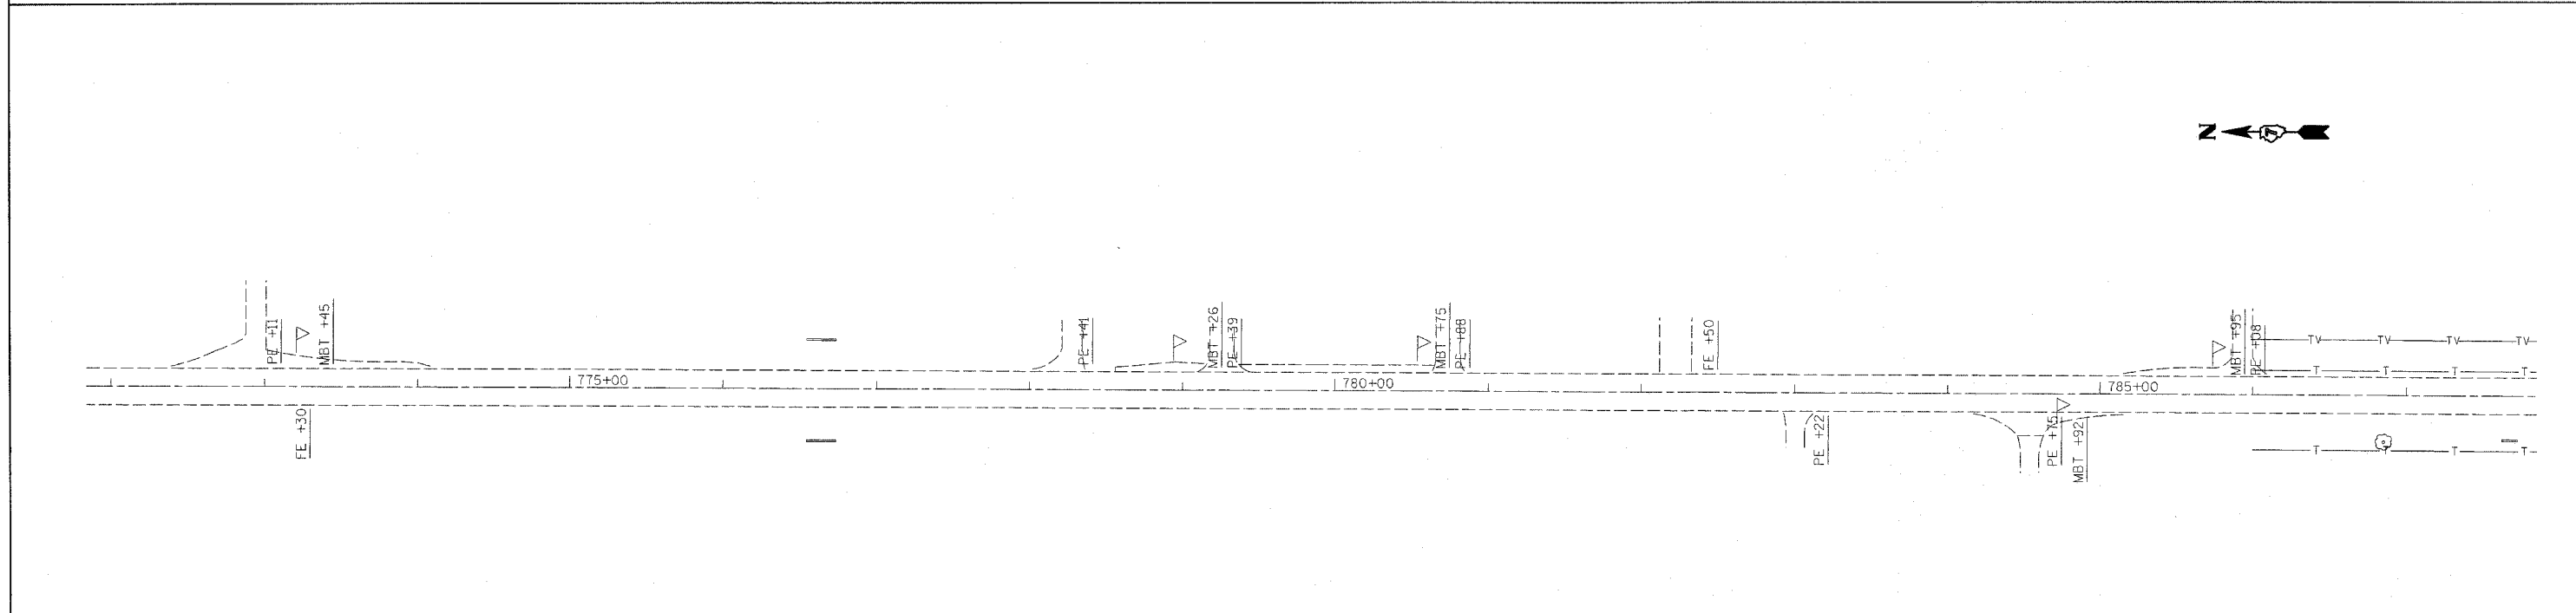 N
PE +11
MBT +45
PE +41
MBT +26
PE +39
MBT +75
PE +88
FE +50
MBT +95
PE +08
TV TV TV TV
T T T T
775+00
780+00
785+00
FE +30
PE +22
PE +75
MBT +92
T T T T